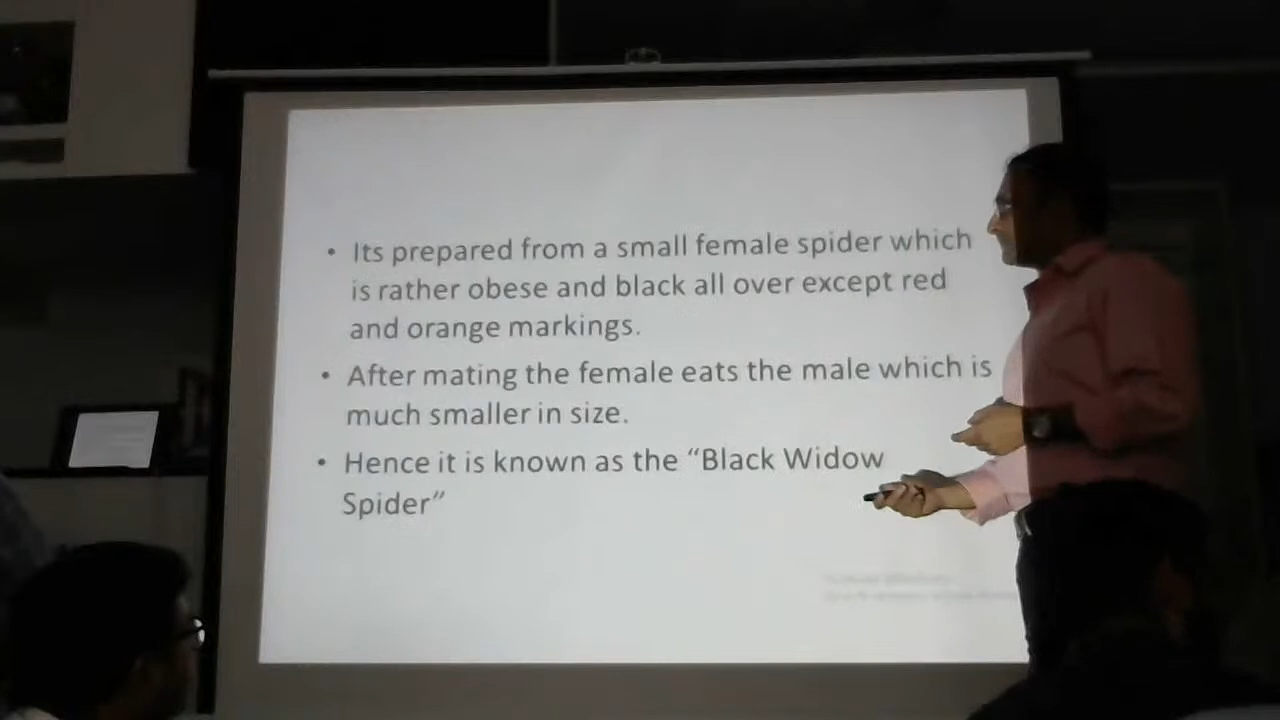 • Its prepared from a small female spider which
is rather obese and black all over except red
and orange markings.
• After mating the female eats the male which is
much smaller in size.
• Hence it is known as the “Black Widow
Spider”